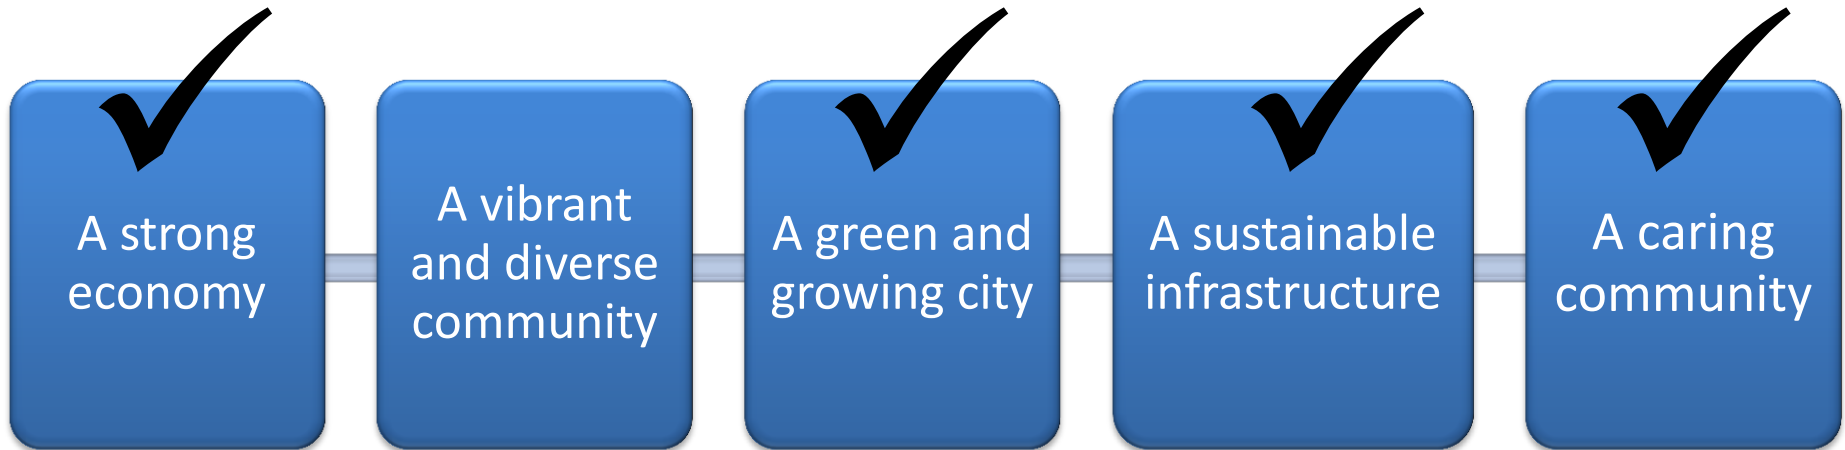 A strong
economy
A vibrant
and diverse
community
A green and
growing city
A sustainable
infrastructure
A caring
community